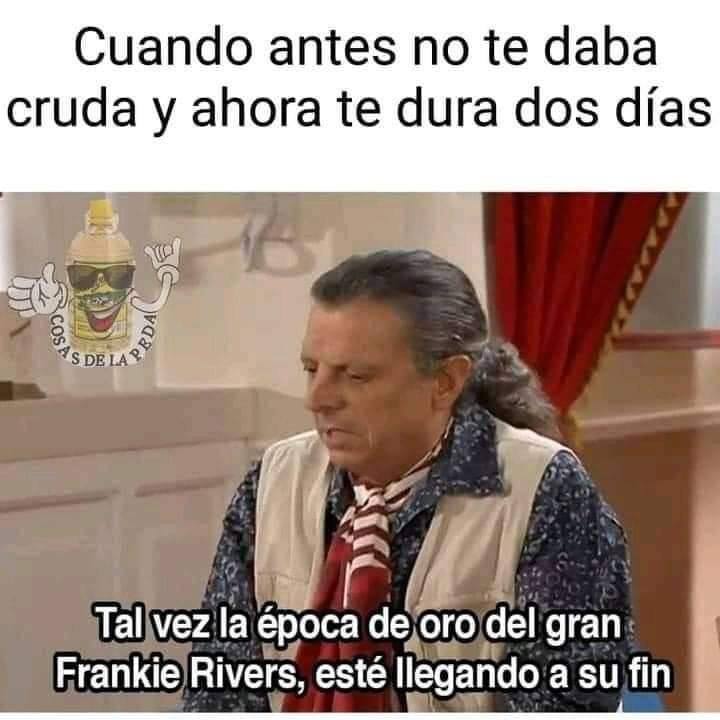 Cuando antes no te daba
cruda y ahora te dura dos días
COSAS DE LA PEDA
Tal vez la época de oro del gran
Frankie Rivers, esté llegando a su fin